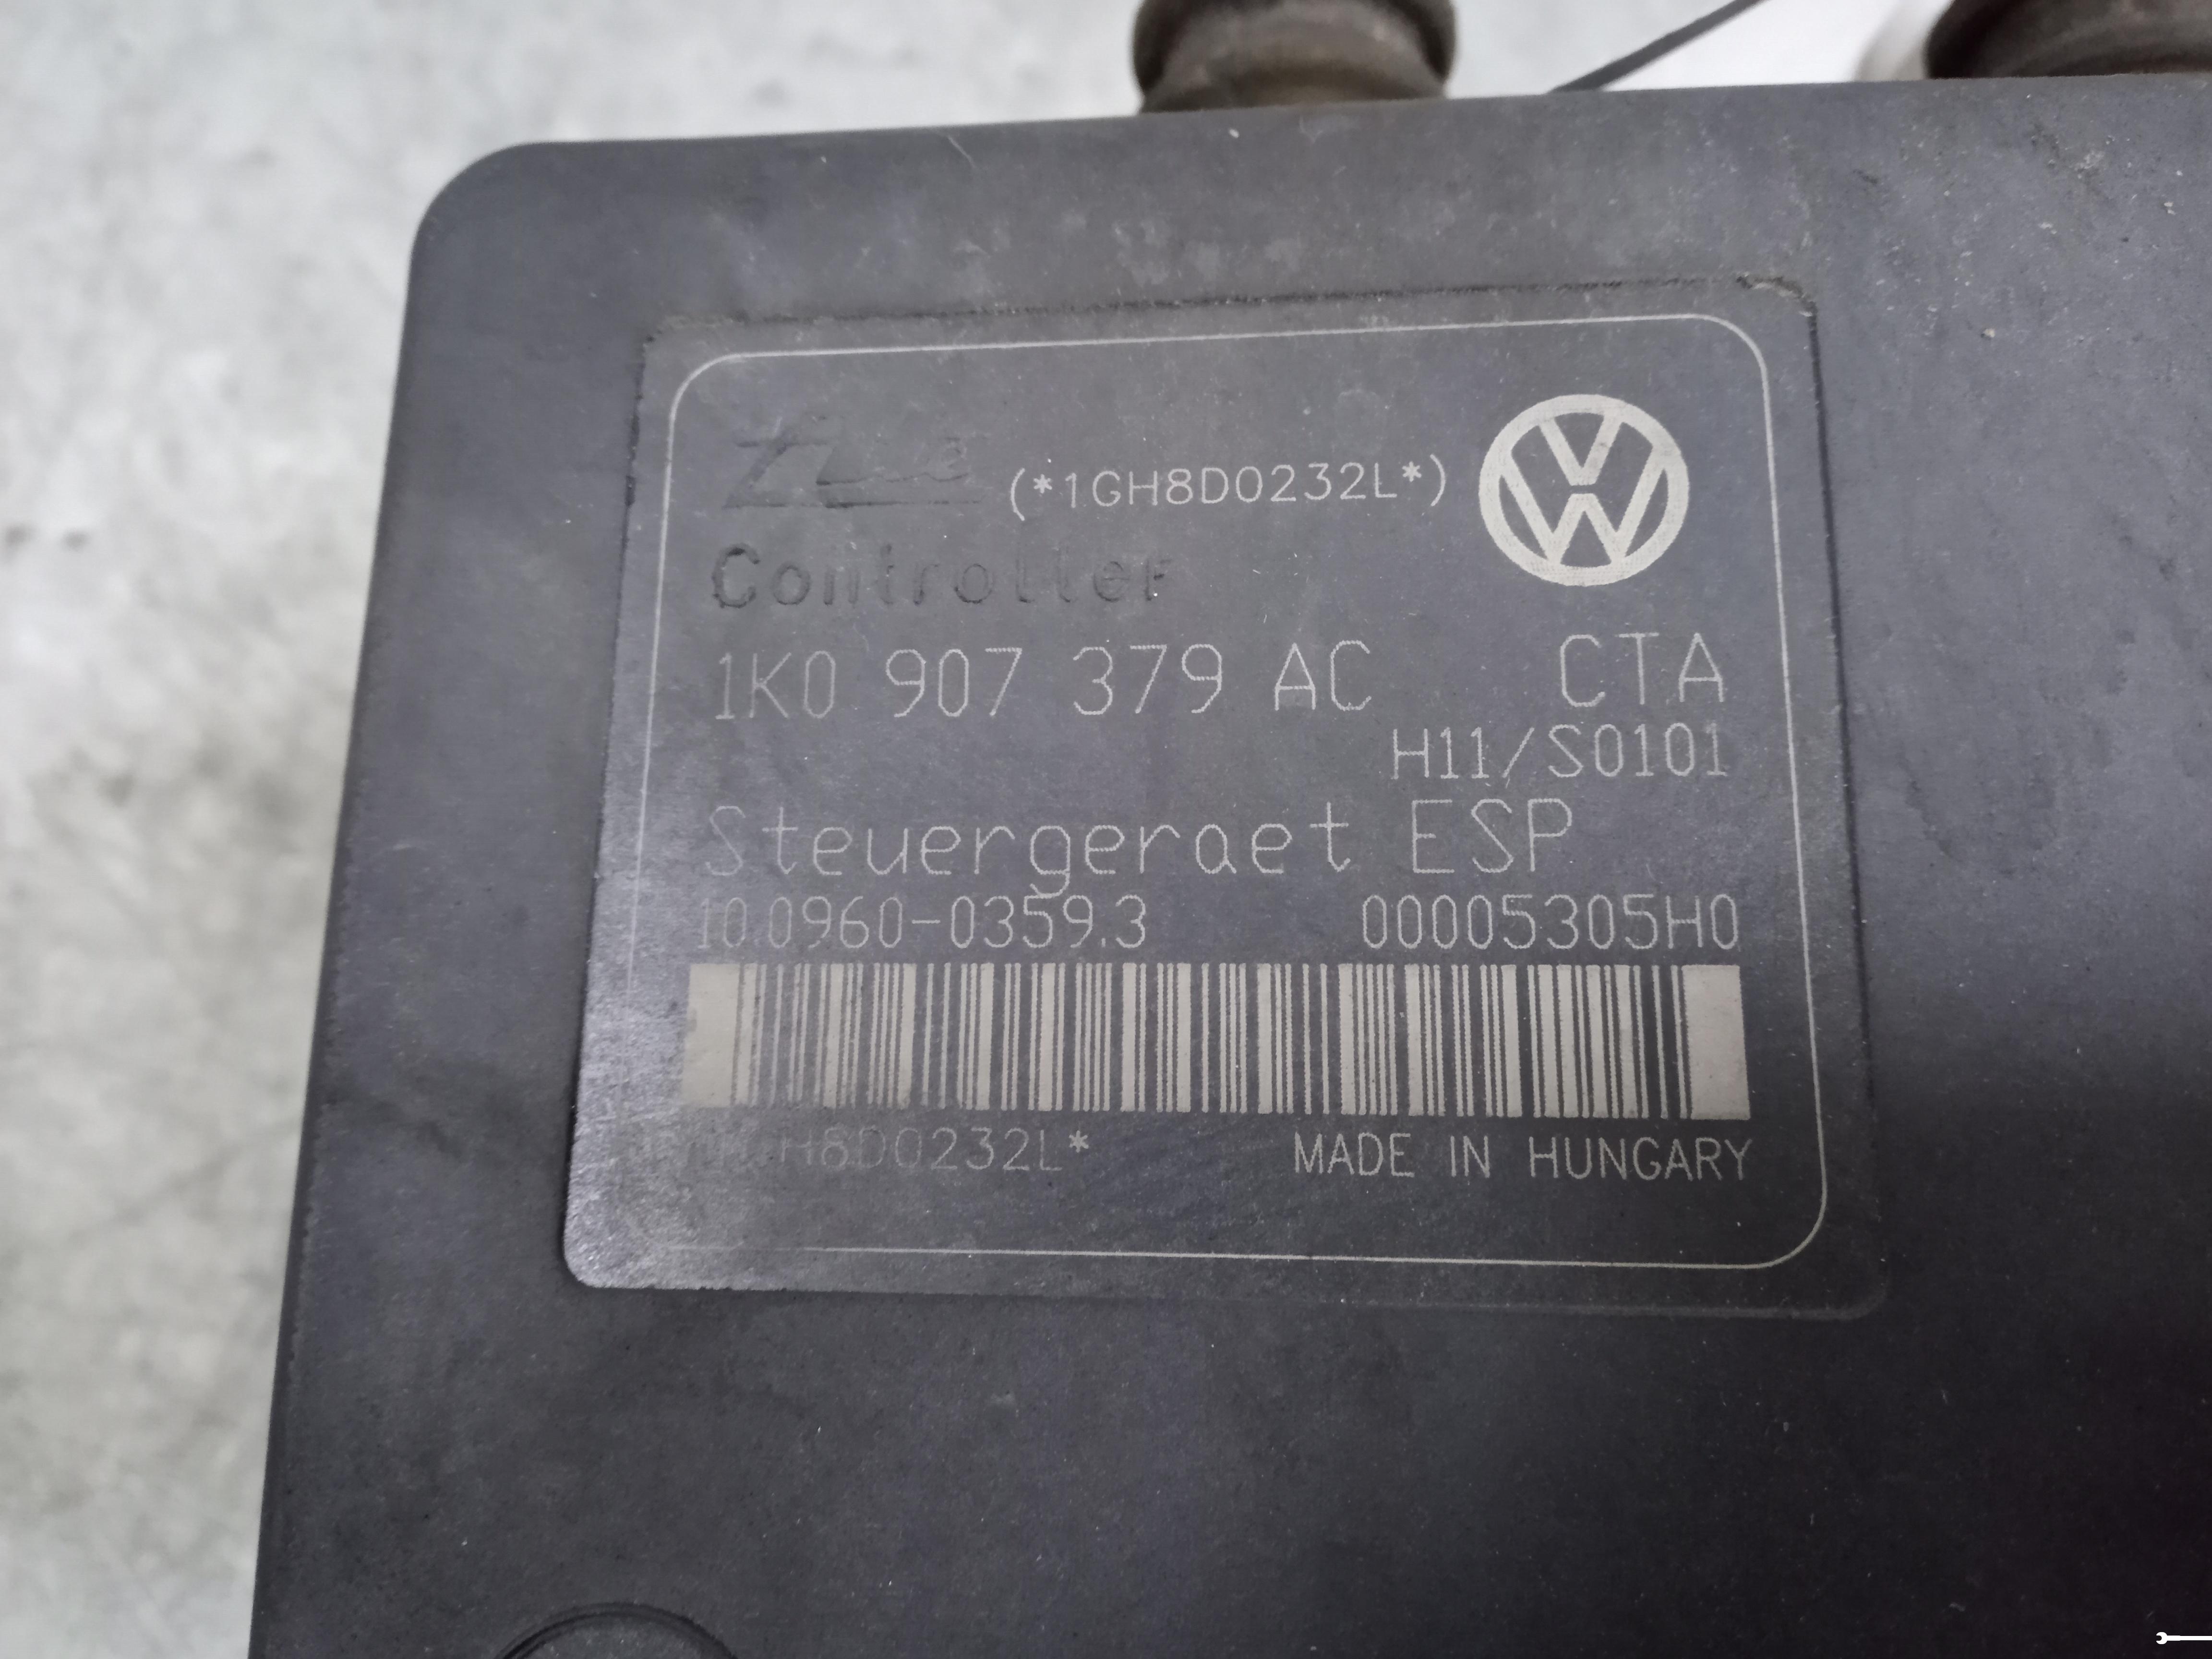 (*1GH8D0232L*)
Controller
1K0 907 379 AC CTA
H11/S0101
Steuergeraet ESP
10.0960-0359.3 00005305H0
H8D0232L* MADE IN HUNGARY